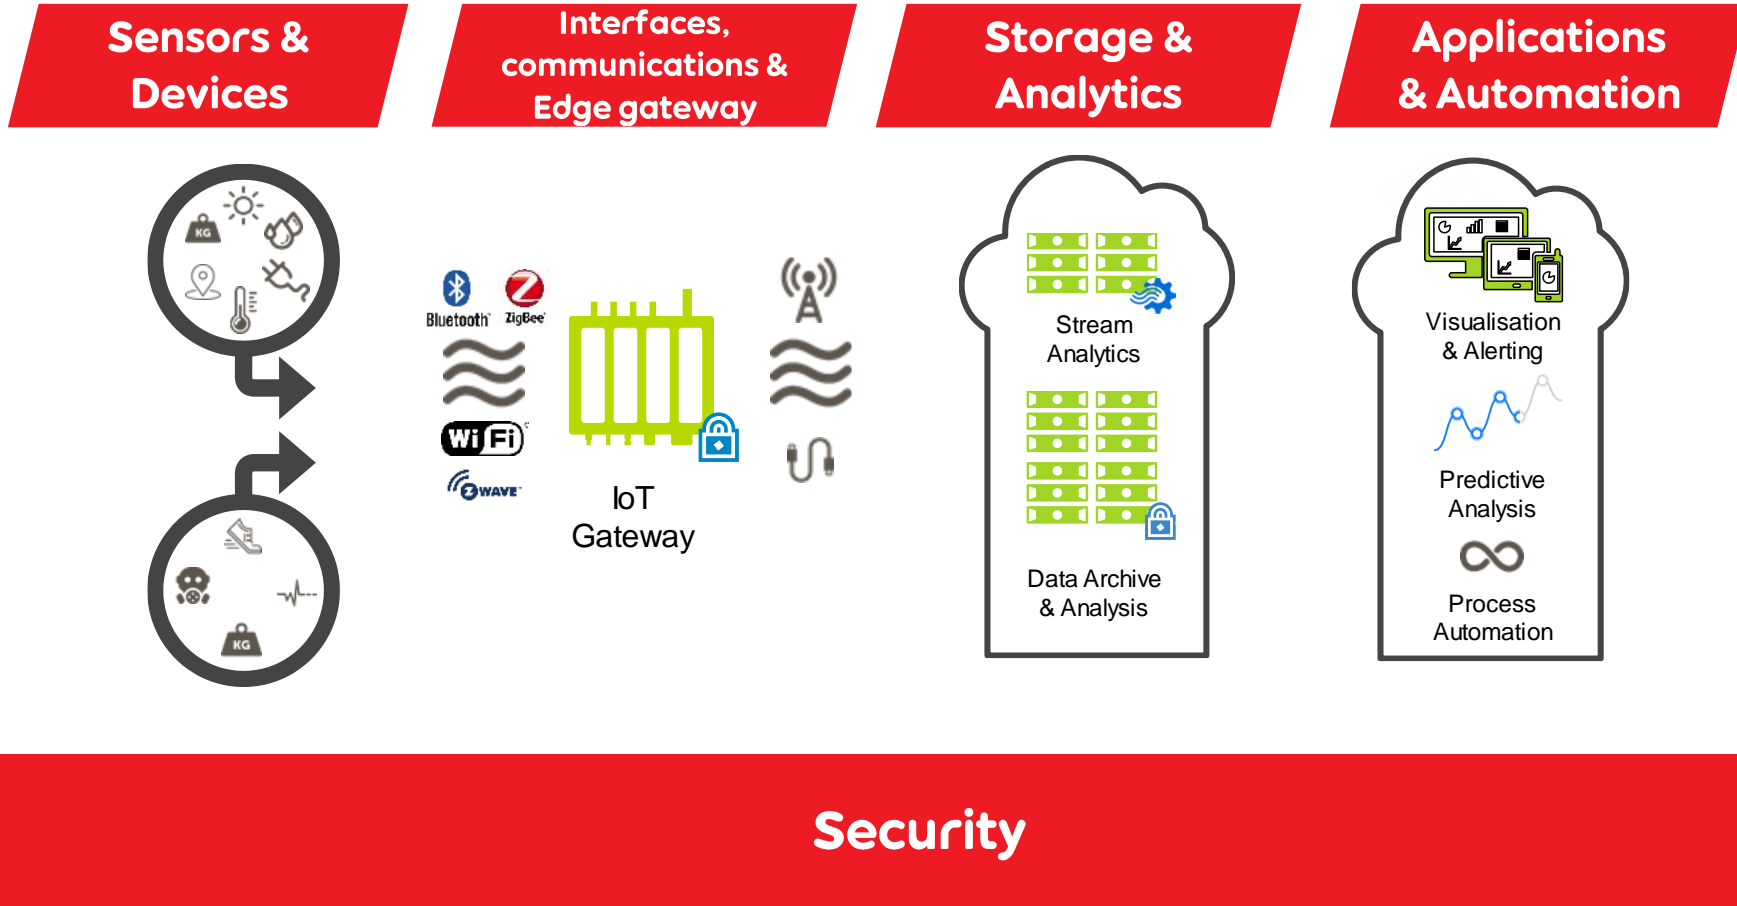 Sensors &
Devices
Interfaces,
communications &
Edge gateway
Storage &
Analytics
Applications
& Automation
KG
KG
Bluetooth
ZigBee
WiFi
Z WAVE
IoT
Gateway
Stream
Analytics
Data Archive
& Analysis
Visualisation
& Alerting
Predictive
Analysis
Process
Automation
Security